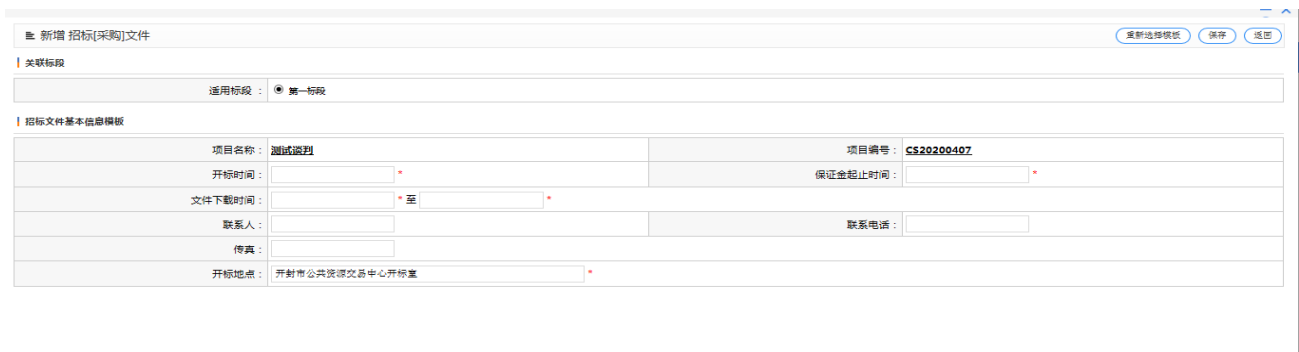 新增 招标[采购]文件 重新选择模板 保存 返回
关联标段
适用标段 : 第一标段
招标文件基本信息模板
项目名称 : 测试谈判 项目编号 : CS20200407
开标时间 : * 保证金起止时间 : *
文件下载时间 : * 至 *
联系人 : 联系电话 :
传真 :
开标地点 : 开封市公共资源交易中心开标室 *